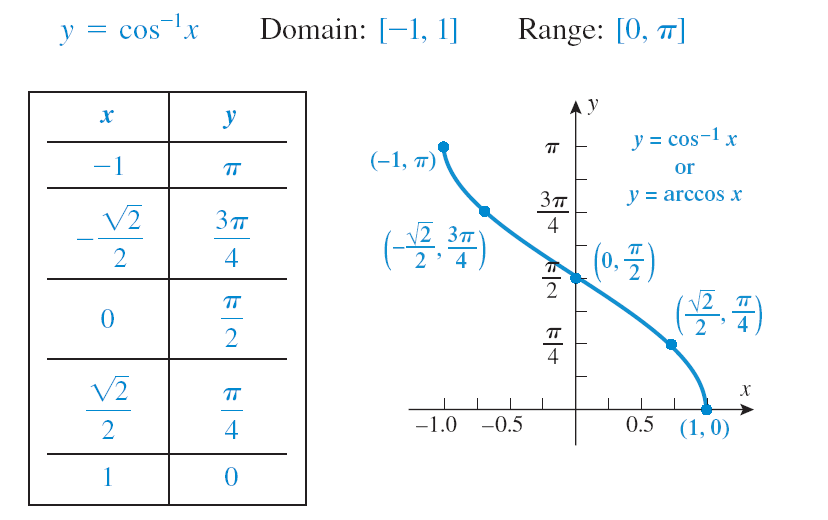 y = cos⁻¹x Domain: [−1, 1] Range: [0, π]
x y
−1 π
−√2/2 3π/4
0 π/2
√2/2 π/4
1 0
y
π
3π/4
π/2
π/4
y = cos⁻¹ x
or
y = arccos x
(−1, π)
(−√2/2, 3π/4)
(0, π/2)
(√2/2, π/4)
x
−1.0 −0.5 0.5 (1, 0)